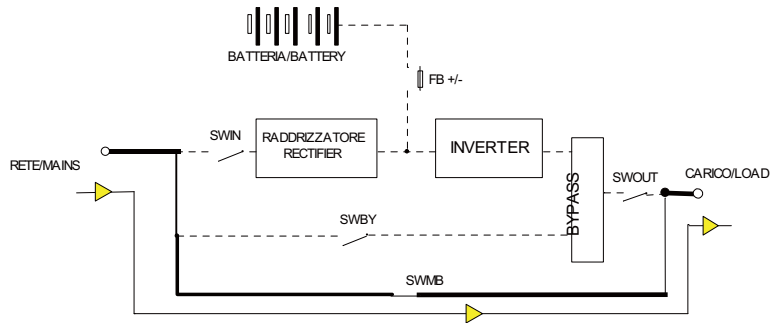 BATTERIA/BATTERY
FB +/-
SWIN
RADDRIZZATORE
RECTIFIER
INVERTER
RETE/MAINS
BYPASS
SWOUT
CARICO/LOAD
SWBY
SWMB